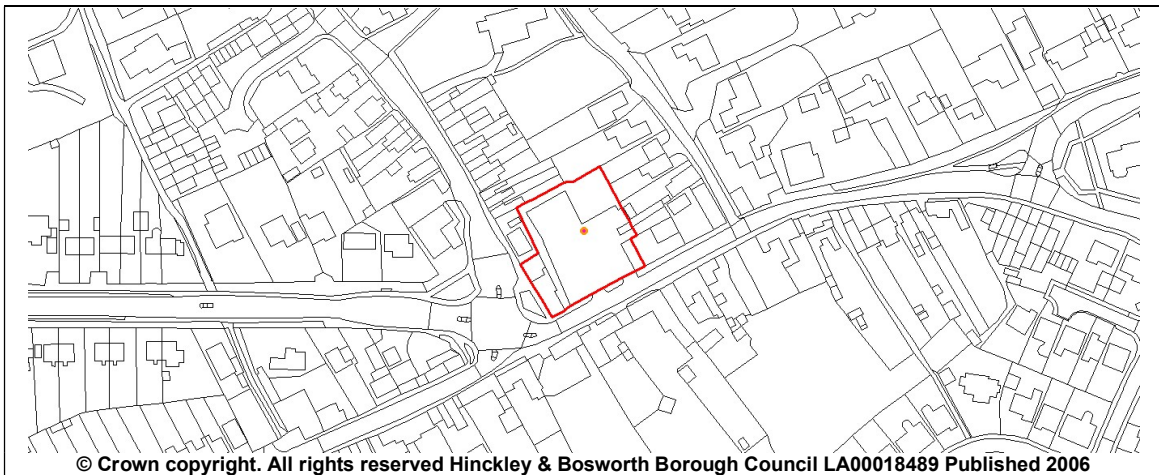 © Crown copyright. All rights reserved Hinckley & Bosworth Borough Council LA00018489 Published 2006